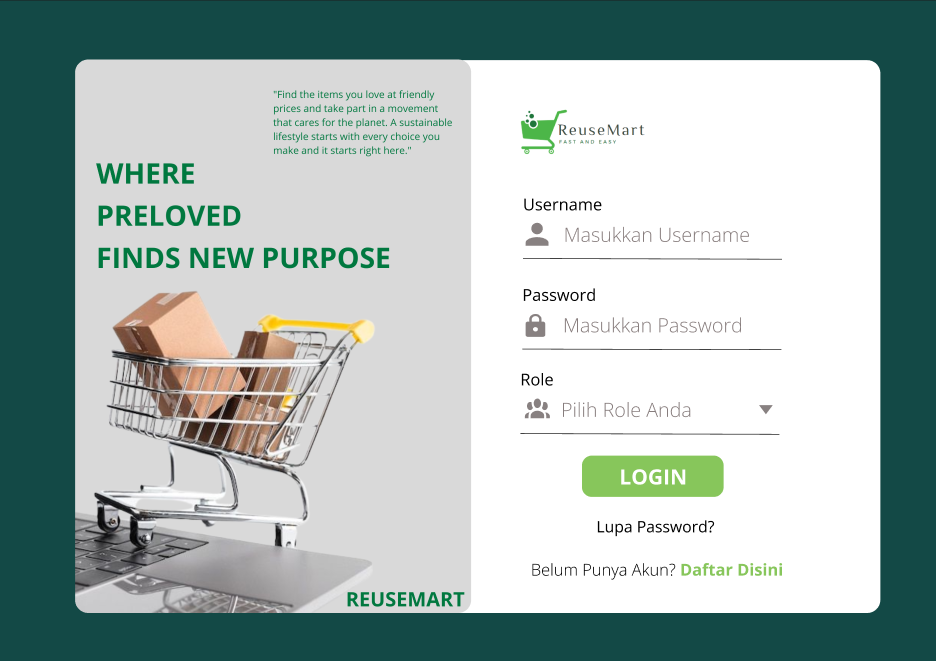 "Find the items you love at friendly
prices and take part in a movement
that cares for the planet. A sustainable
lifestyle starts with every choice you
make and it starts right here."
WHERE
PRELOVED
FINDS NEW PURPOSE
REUSEMART
ReuseMart
FAST AND EASY
Username
Masukkan Username
Password
Masukkan Password
Role
Pilih Role Anda
LOGIN
Lupa Password?
Belum Punya Akun? Daftar Disini